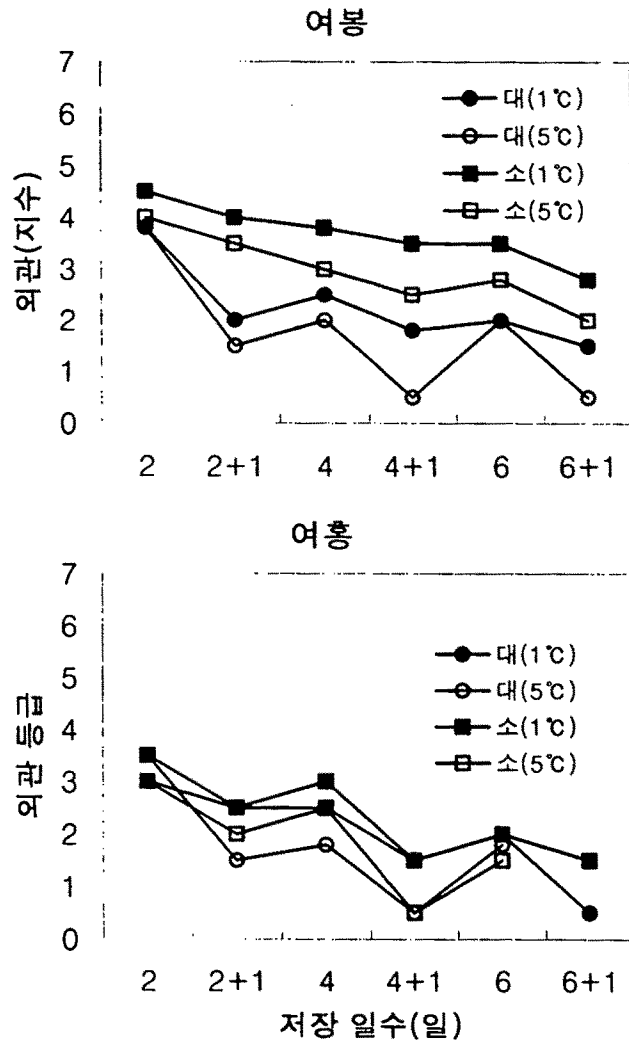 여봉
7
6
5
4
3
2
1
0
외관(지수)
대(1℃)
대(5℃)
소(1℃)
소(5℃)
2 2+1 4 4+1 6 6+1
여홍
7
6
5
4
3
2
1
0
외관 등급
대(1℃)
대(5℃)
소(1℃)
소(5℃)
2 2+1 4 4+1 6 6+1
저장 일수(일)